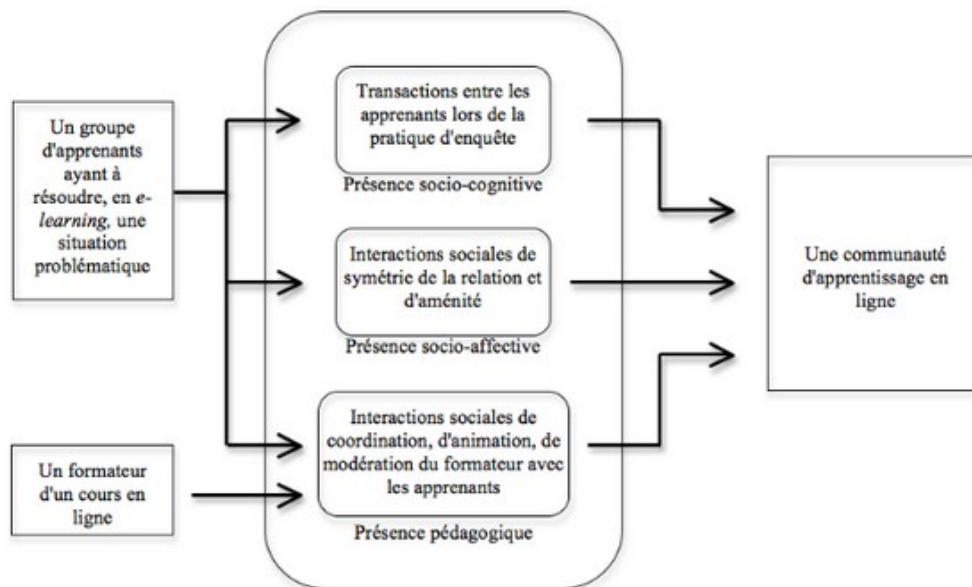 Un groupe
d'apprenants
ayant à
résoudre, en e-
learning, une
situation
problématique
Un formateur
d'un cours en
ligne
Transactions entre les
apprenants lors de la
pratique d'enquête
Présence socio-cognitive
Interactions sociales de
symétrie de la relation et
d'aménité
Présence socio-affective
Interactions sociales de
coordination, d'animation, de
modération du formateur avec
les apprenants
Présence pédagogique
Une communauté
d'apprentissage en
ligne